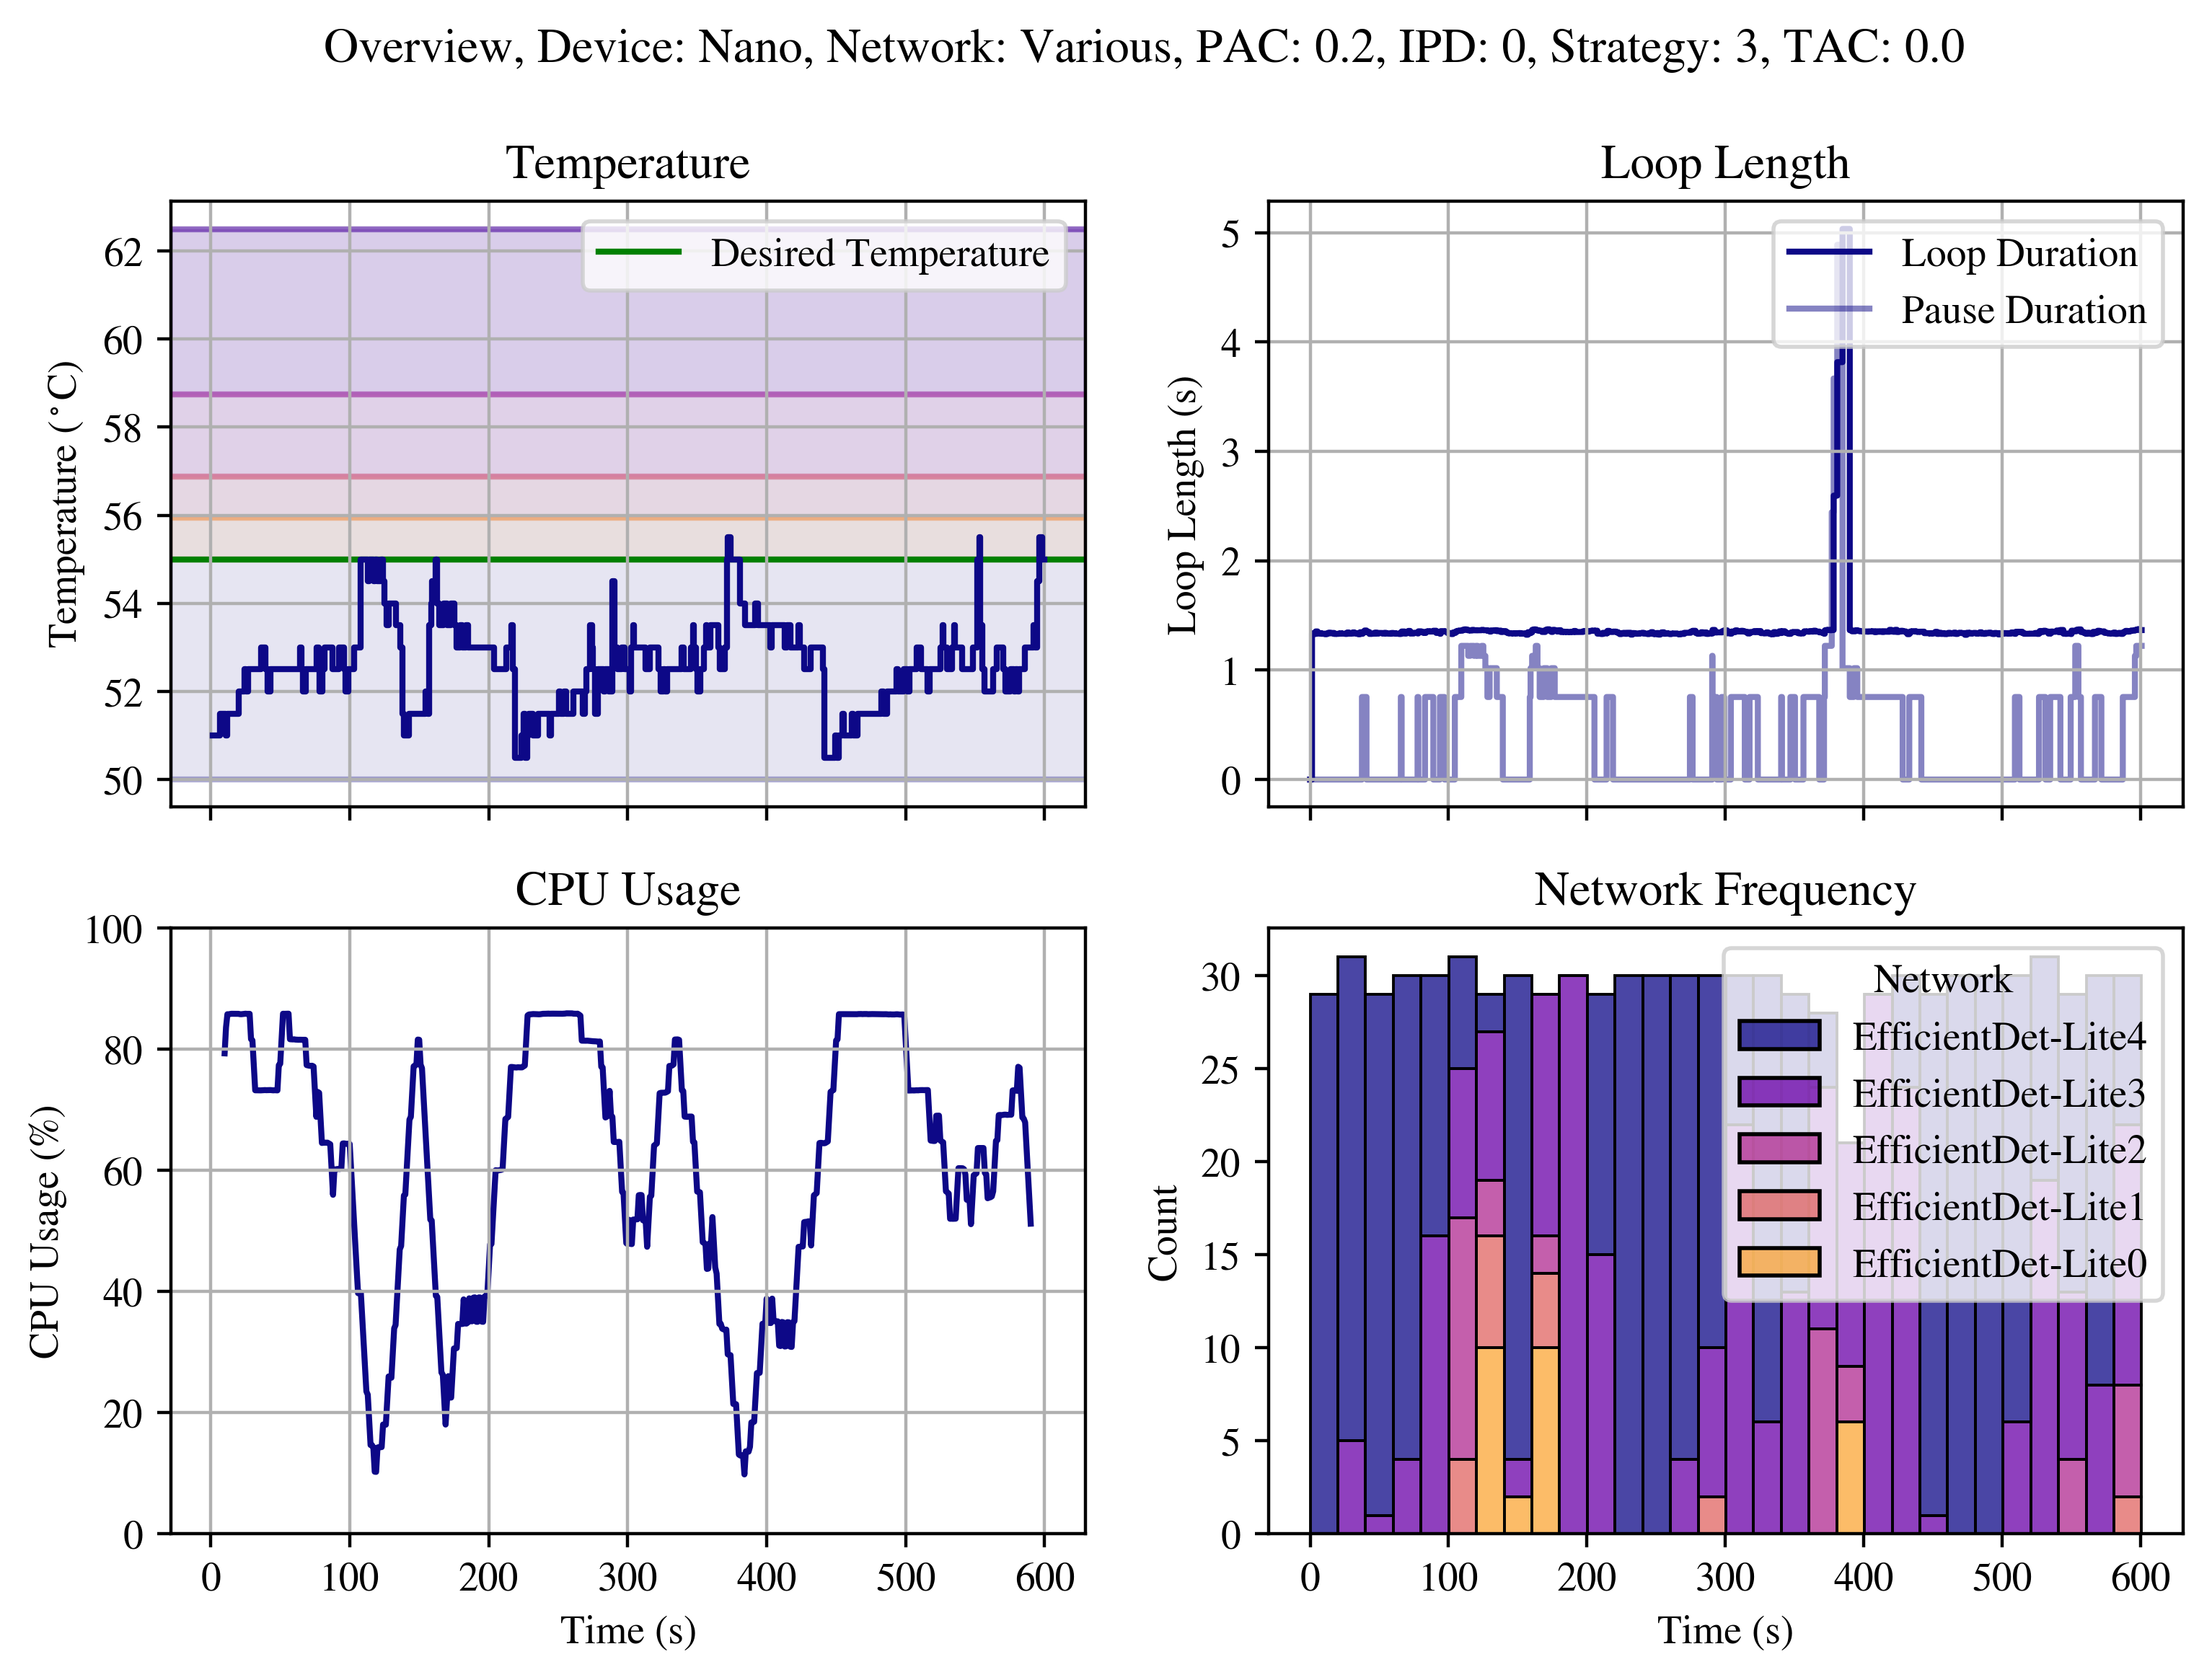 Overview, Device: Nano, Network: Various, PAC: 0.2, IPD: 0, Strategy: 3, TAC: 0.0
Temperature
Temperature (°C)
62
60
58
56
54
52
50
Desired Temperature
Loop Length
Loop Length (s)
5
4
3
2
1
0
Loop Duration
Pause Duration
CPU Usage
CPU Usage (%)
100
80
60
40
20
0
0 100 200 300 400 500 600
Time (s)
Network Frequency
Count
30
25
20
15
10
5
0
Network
EfficientDet-Lite4
EfficientDet-Lite3
EfficientDet-Lite2
EfficientDet-Lite1
EfficientDet-Lite0
0 100 200 300 400 500 600
Time (s)